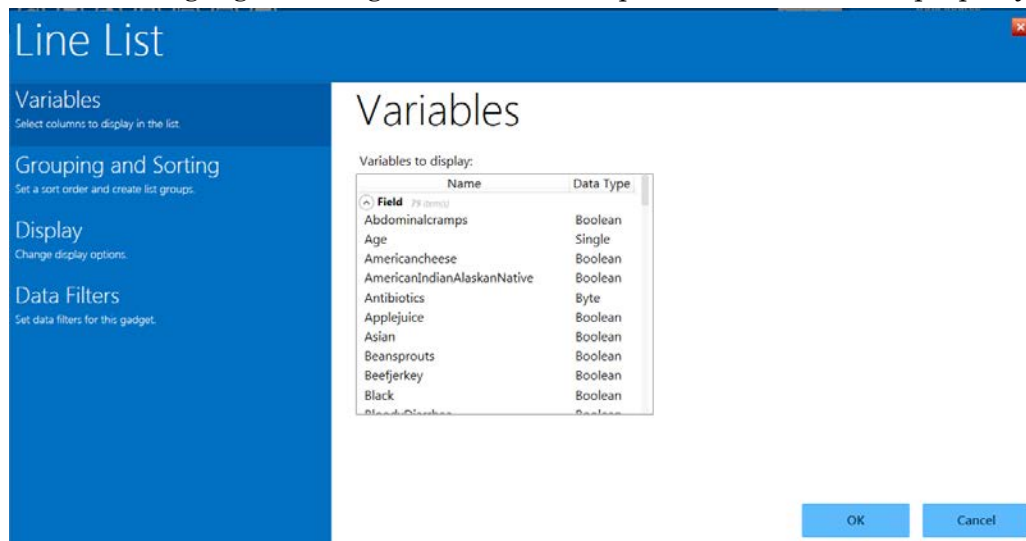 Line List
Variables
Select columns to display in the list.
Grouping and Sorting
Set a sort order and create list groups.
Display
Change display options.
Data Filters
Set data filters for this gadget.
Variables
Variables to display:
Name Data Type
Field 79 item(s)
Abdominalcramps Boolean
Age Single
Americancheese Boolean
AmericanIndianAlaskanNative Boolean
Antibiotics Byte
Applejuice Boolean
Asian Boolean
Beansprouts Boolean
Beefjerkey Boolean
Black Boolean
OK Cancel